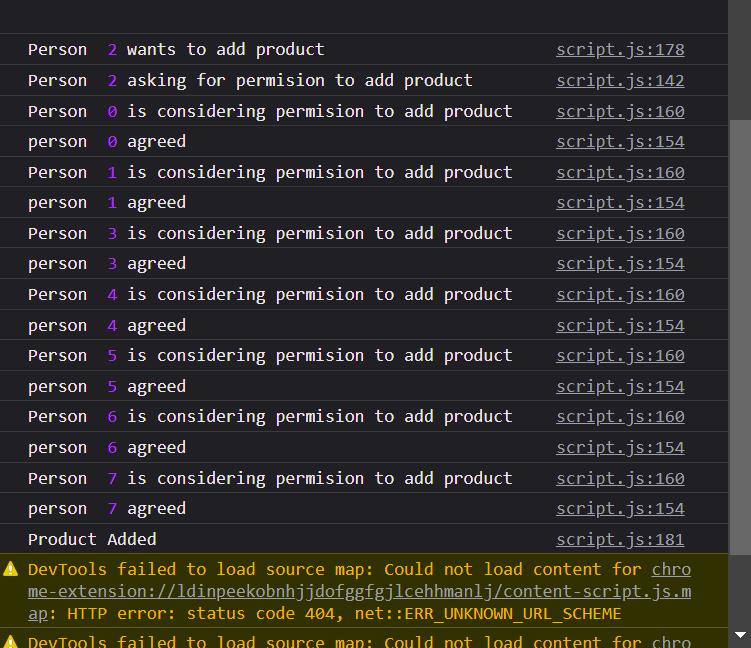 Person 2 wants to add product script.js:178
Person 2 asking for permision to add product script.js:142
Person 0 is considering permision to add product script.js:160
person 0 agreed script.js:154
Person 1 is considering permision to add product script.js:160
person 1 agreed script.js:154
Person 3 is considering permision to add product script.js:160
person 3 agreed script.js:154
Person 4 is considering permision to add product script.js:160
person 4 agreed script.js:154
Person 5 is considering permision to add product script.js:160
person 5 agreed script.js:154
Person 6 is considering permision to add product script.js:160
person 6 agreed script.js:154
Person 7 is considering permision to add product script.js:160
person 7 agreed script.js:154
Product Added script.js:181
DevTools failed to load source map: Could not load content for chro
me-extension://ldinpeekobnhjjdofggfgjlcehhmanlj/content-script.js.m
ap: HTTP error: status code 404, net::ERR_UNKNOWN_URL_SCHEME
DevTools failed to load source map: Could not load content for chro